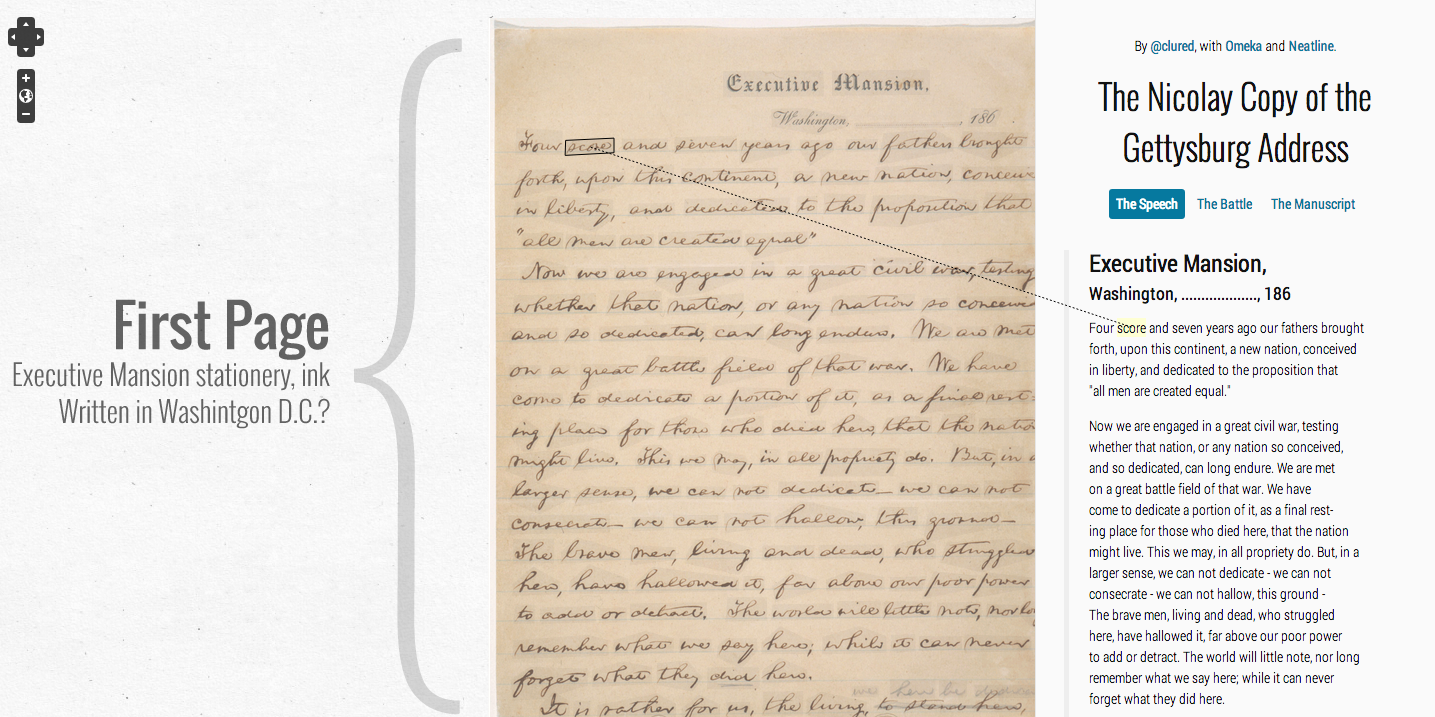 First Page
Executive Mansion stationery, ink
Written in Washintgon D.C.?
Executive Mansion,
Washington, 186 .
Four score and seven years ago our fathers brought
forth, upon this continent, a new nation, conceive
in liberty, and dedicated to the proposition that
"all men are created equal"
Now we are engaged in a great civil war, testing
whether that nation, or any nation so conceive
and so dedicated, can long endure. We are met
on a great battle field of that war. We have
come to dedicate a portion of it, as a final rest-
ing place for those who died here, that the natio
might live. This we may, in all propriety do. But, in a
larger sense, we can not dedicate — we can not
consecrate — we can not hallow, this ground —
The brave men, living and dead, who struggled
here, have hallowed it, far above our poor power
to add or detract. The world will little note, nor lo
remember what we say here; while it can never
forget what they did here.
It is rather for us, the living, to stand here,
we here be
By @clured, with Omeka and Neatline.
The Nicolay Copy of the
Gettysburg Address
The Speech The Battle The Manuscript
Executive Mansion,
Washington, ..................., 186
Four score and seven years ago our fathers brought
forth, upon this continent, a new nation, conceived
in liberty, and dedicated to the proposition that
"all men are created equal."
Now we are engaged in a great civil war, testing
whether that nation, or any nation so conceived,
and so dedicated, can long endure. We are met
on a great battle field of that war. We have
come to dedicate a portion of it, as a final rest-
ing place for those who died here, that the nation
might live. This we may, in all propriety do. But, in a
larger sense, we can not dedicate - we can not
consecrate - we can not hallow, this ground -
The brave men, living and dead, who struggled
here, have hallowed it, far above our poor power
to add or detract. The world will little note, nor long
remember what we say here; while it can never
forget what they did here.